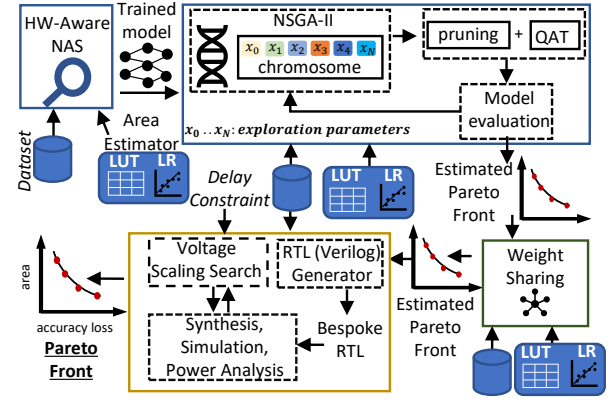 HW-Aware
NAS
Trained
model
NSGA-II
x0 x1 x2 x3 x4 xN
chromosome
pruning + QAT
Model
evaluation
x0 ..xN: exploration parameters
Area
Estimator
LUT LR
Dataset
Delay
Constraint
LUT LR
Estimated
Pareto
Front
Voltage
Scaling Search
RTL (Verilog)
Generator
Synthesis,
Simulation,
Power Analysis
Bespoke
RTL
area
accuracy loss
Pareto
Front
Estimated
Pareto
Front
Weight
Sharing
LUT LR